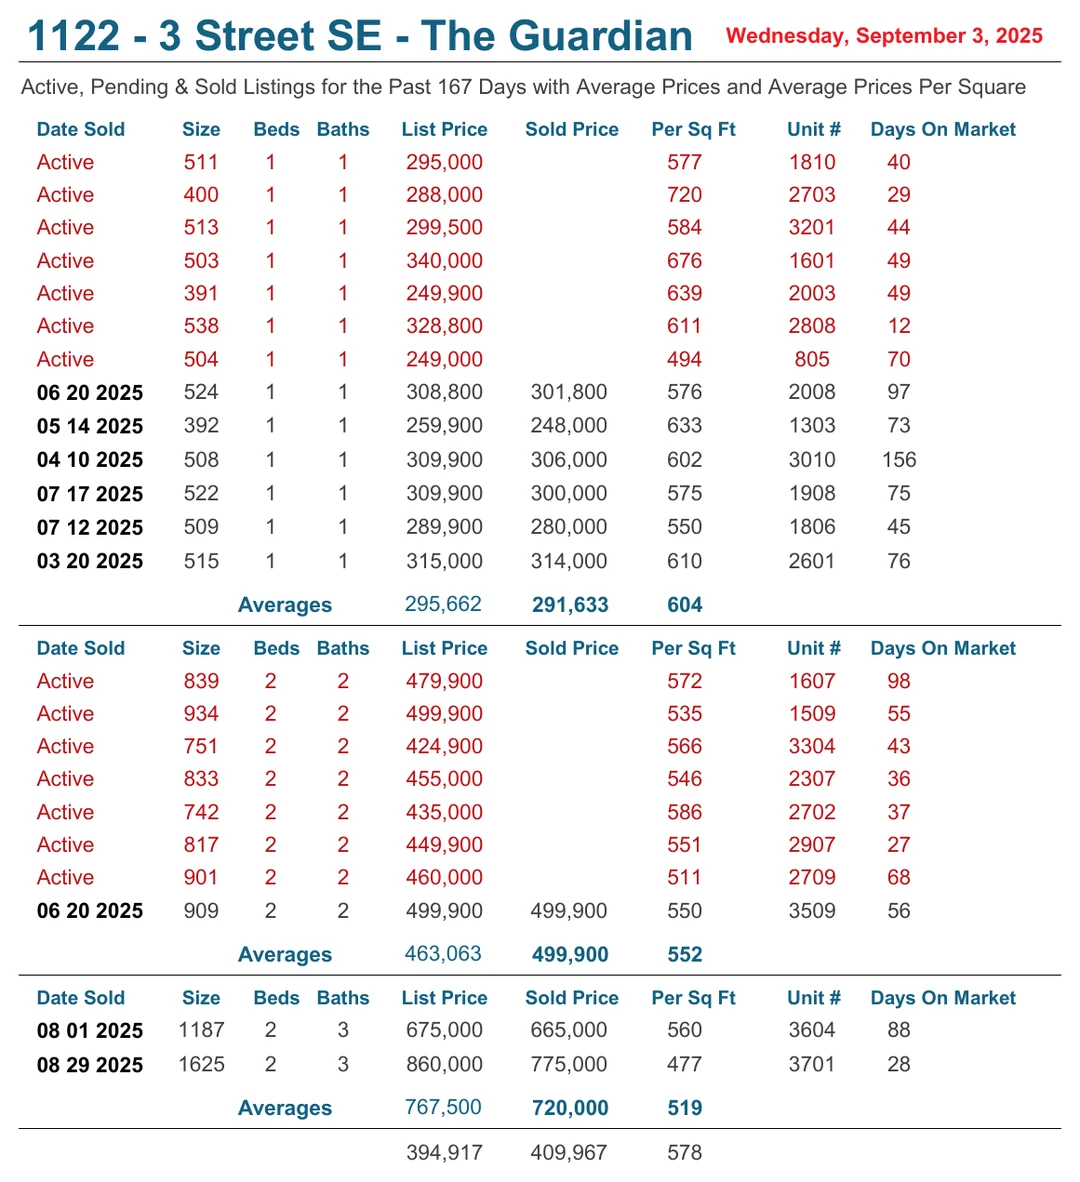 1122 - 3 Street SE - The Guardian Wednesday, September 3, 2025
Active, Pending & Sold Listings for the Past 167 Days with Average Prices and Average Prices Per Square
Date Sold Size Beds Baths List Price Sold Price Per Sq Ft Unit # Days On Market
Active 511 1 1 295,000 577 1810 40
Active 400 1 1 288,000 720 2703 29
Active 513 1 1 299,500 584 3201 44
Active 503 1 1 340,000 676 1601 49
Active 391 1 1 249,900 639 2003 49
Active 538 1 1 328,800 611 2808 12
Active 504 1 1 249,000 494 805 70
06 20 2025 524 1 1 308,800 301,800 576 2008 97
05 14 2025 392 1 1 259,900 248,000 633 1303 73
04 10 2025 508 1 1 309,900 306,000 602 3010 156
07 17 2025 522 1 1 309,900 300,000 575 1908 75
07 12 2025 509 1 1 289,900 280,000 550 1806 45
03 20 2025 515 1 1 315,000 314,000 610 2601 76
Averages 295,662 291,633 604
Date Sold Size Beds Baths List Price Sold Price Per Sq Ft Unit # Days On Market
Active 839 2 2 479,900 572 1607 98
Active 934 2 2 499,900 535 1509 55
Active 751 2 2 424,900 566 3304 43
Active 833 2 2 455,000 546 2307 36
Active 742 2 2 435,000 586 2702 37
Active 817 2 2 449,900 551 2907 27
Active 901 2 2 460,000 511 2709 68
06 20 2025 909 2 2 499,900 499,900 550 3509 56
Averages 463,063 499,900 552
Date Sold Size Beds Baths List Price Sold Price Per Sq Ft Unit # Days On Market
08 01 2025 1187 2 3 675,000 665,000 560 3604 88
08 29 2025 1625 2 3 860,000 775,000 477 3701 28
Averages 767,500 720,000 519
394,917 409,967 578